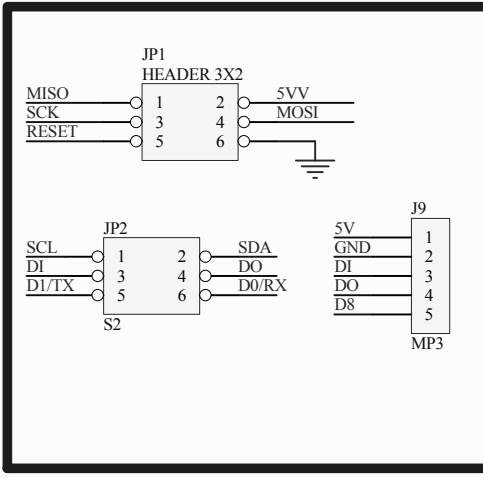 JP1
HEADER 3X2
MISO 1 2 5VV
SCK 3 4 MOSI
RESET 5 6
JP2
SCL 1 2 SDA
DI 3 4 DO
D1/TX 5 6 D0/RX
S2
J9
5V 1
GND 2
DI 3
DO 4
D8 5
MP3